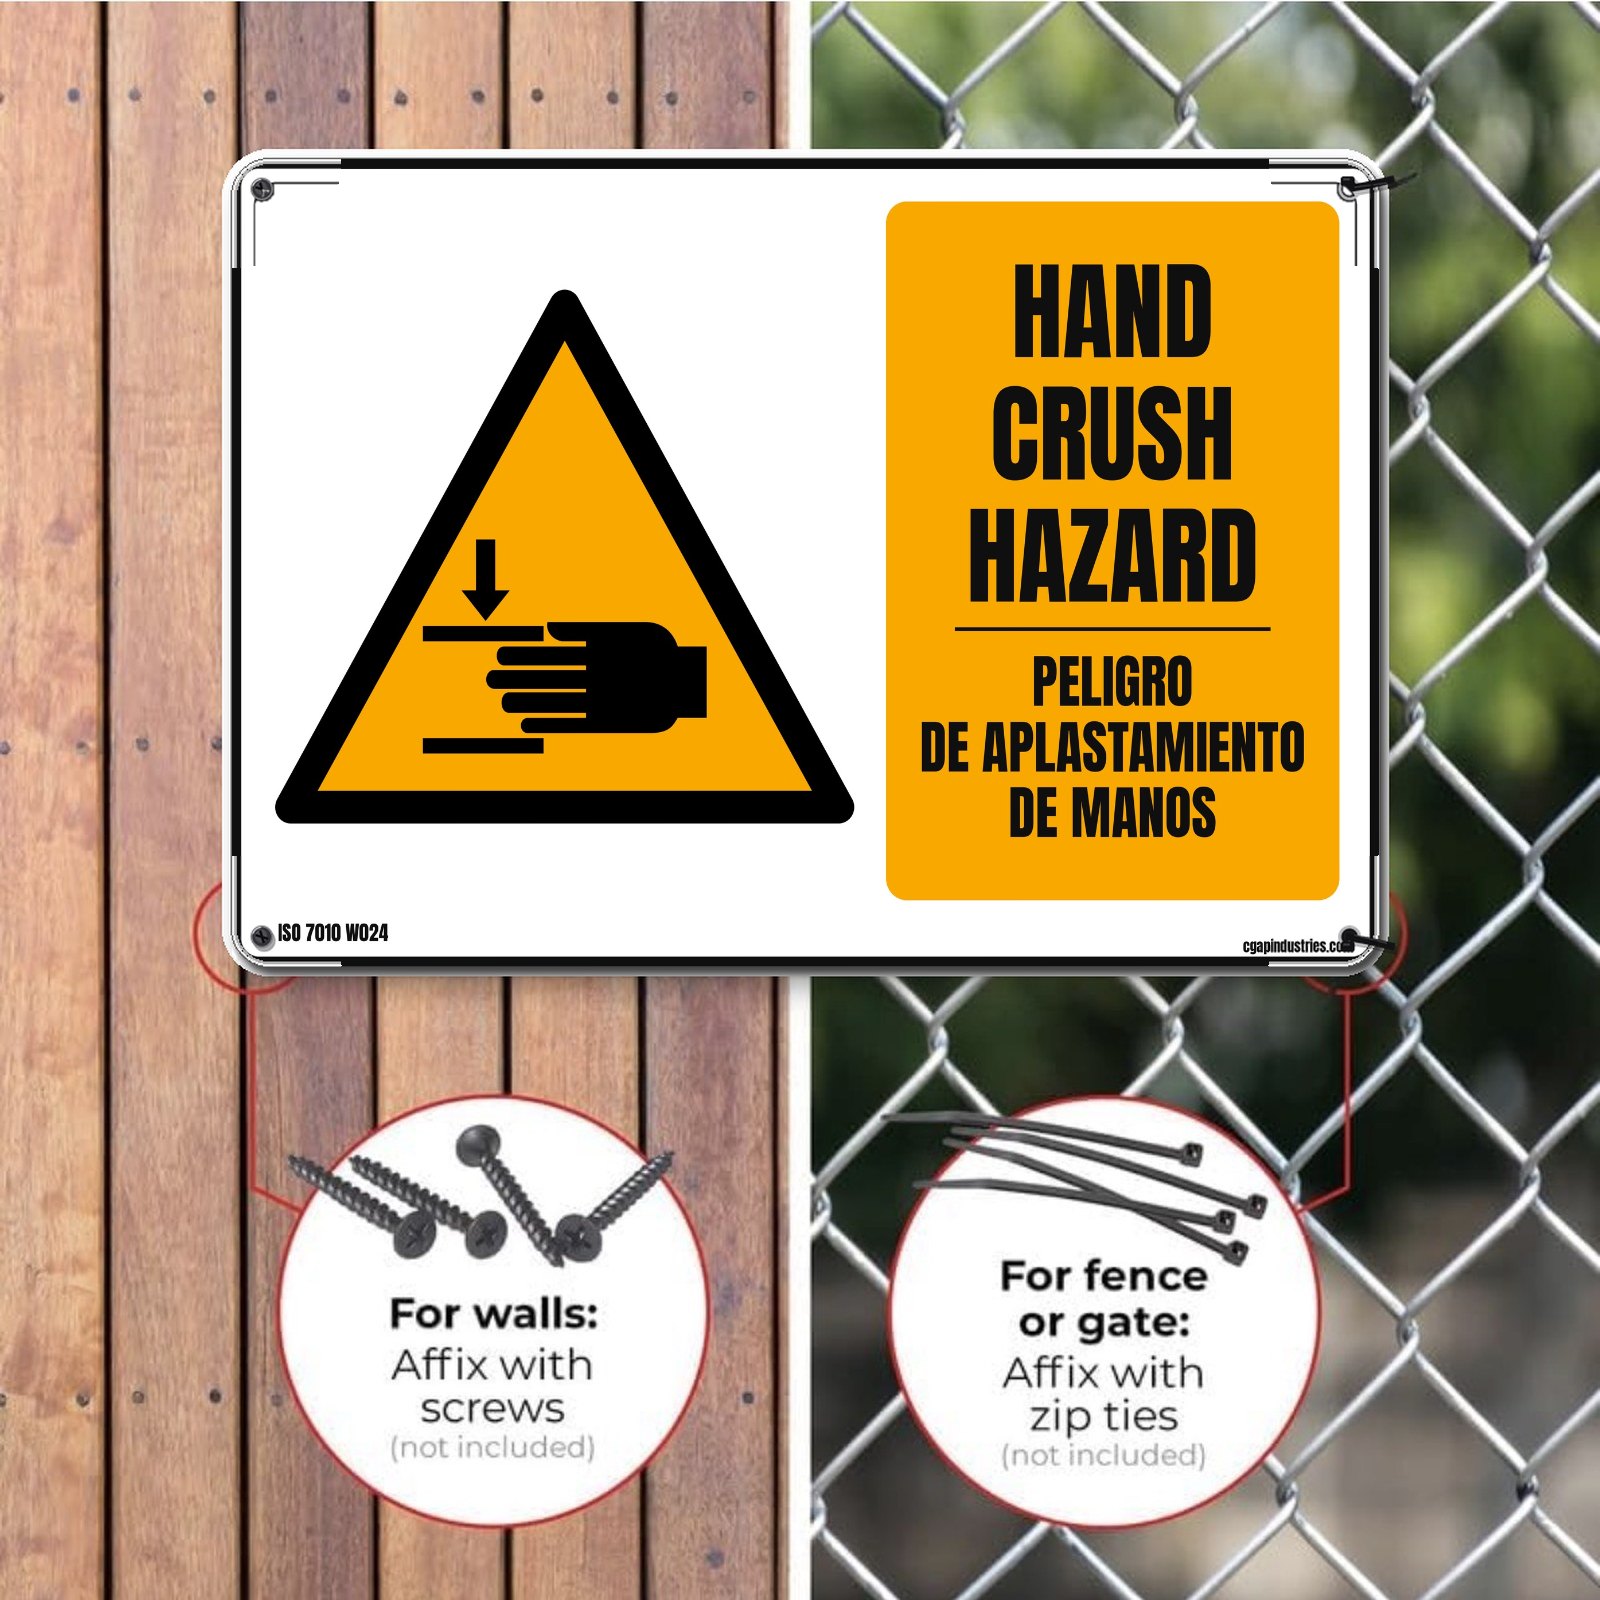 HAND
CRUSH
HAZARD
PELIGRO
DE APLASTAMIENTO
DE MANOS
ISO 7010 W024
For walls:
Affix with
screws
(not included)
For fence
or gate:
Affix with
zip ties
(not included)